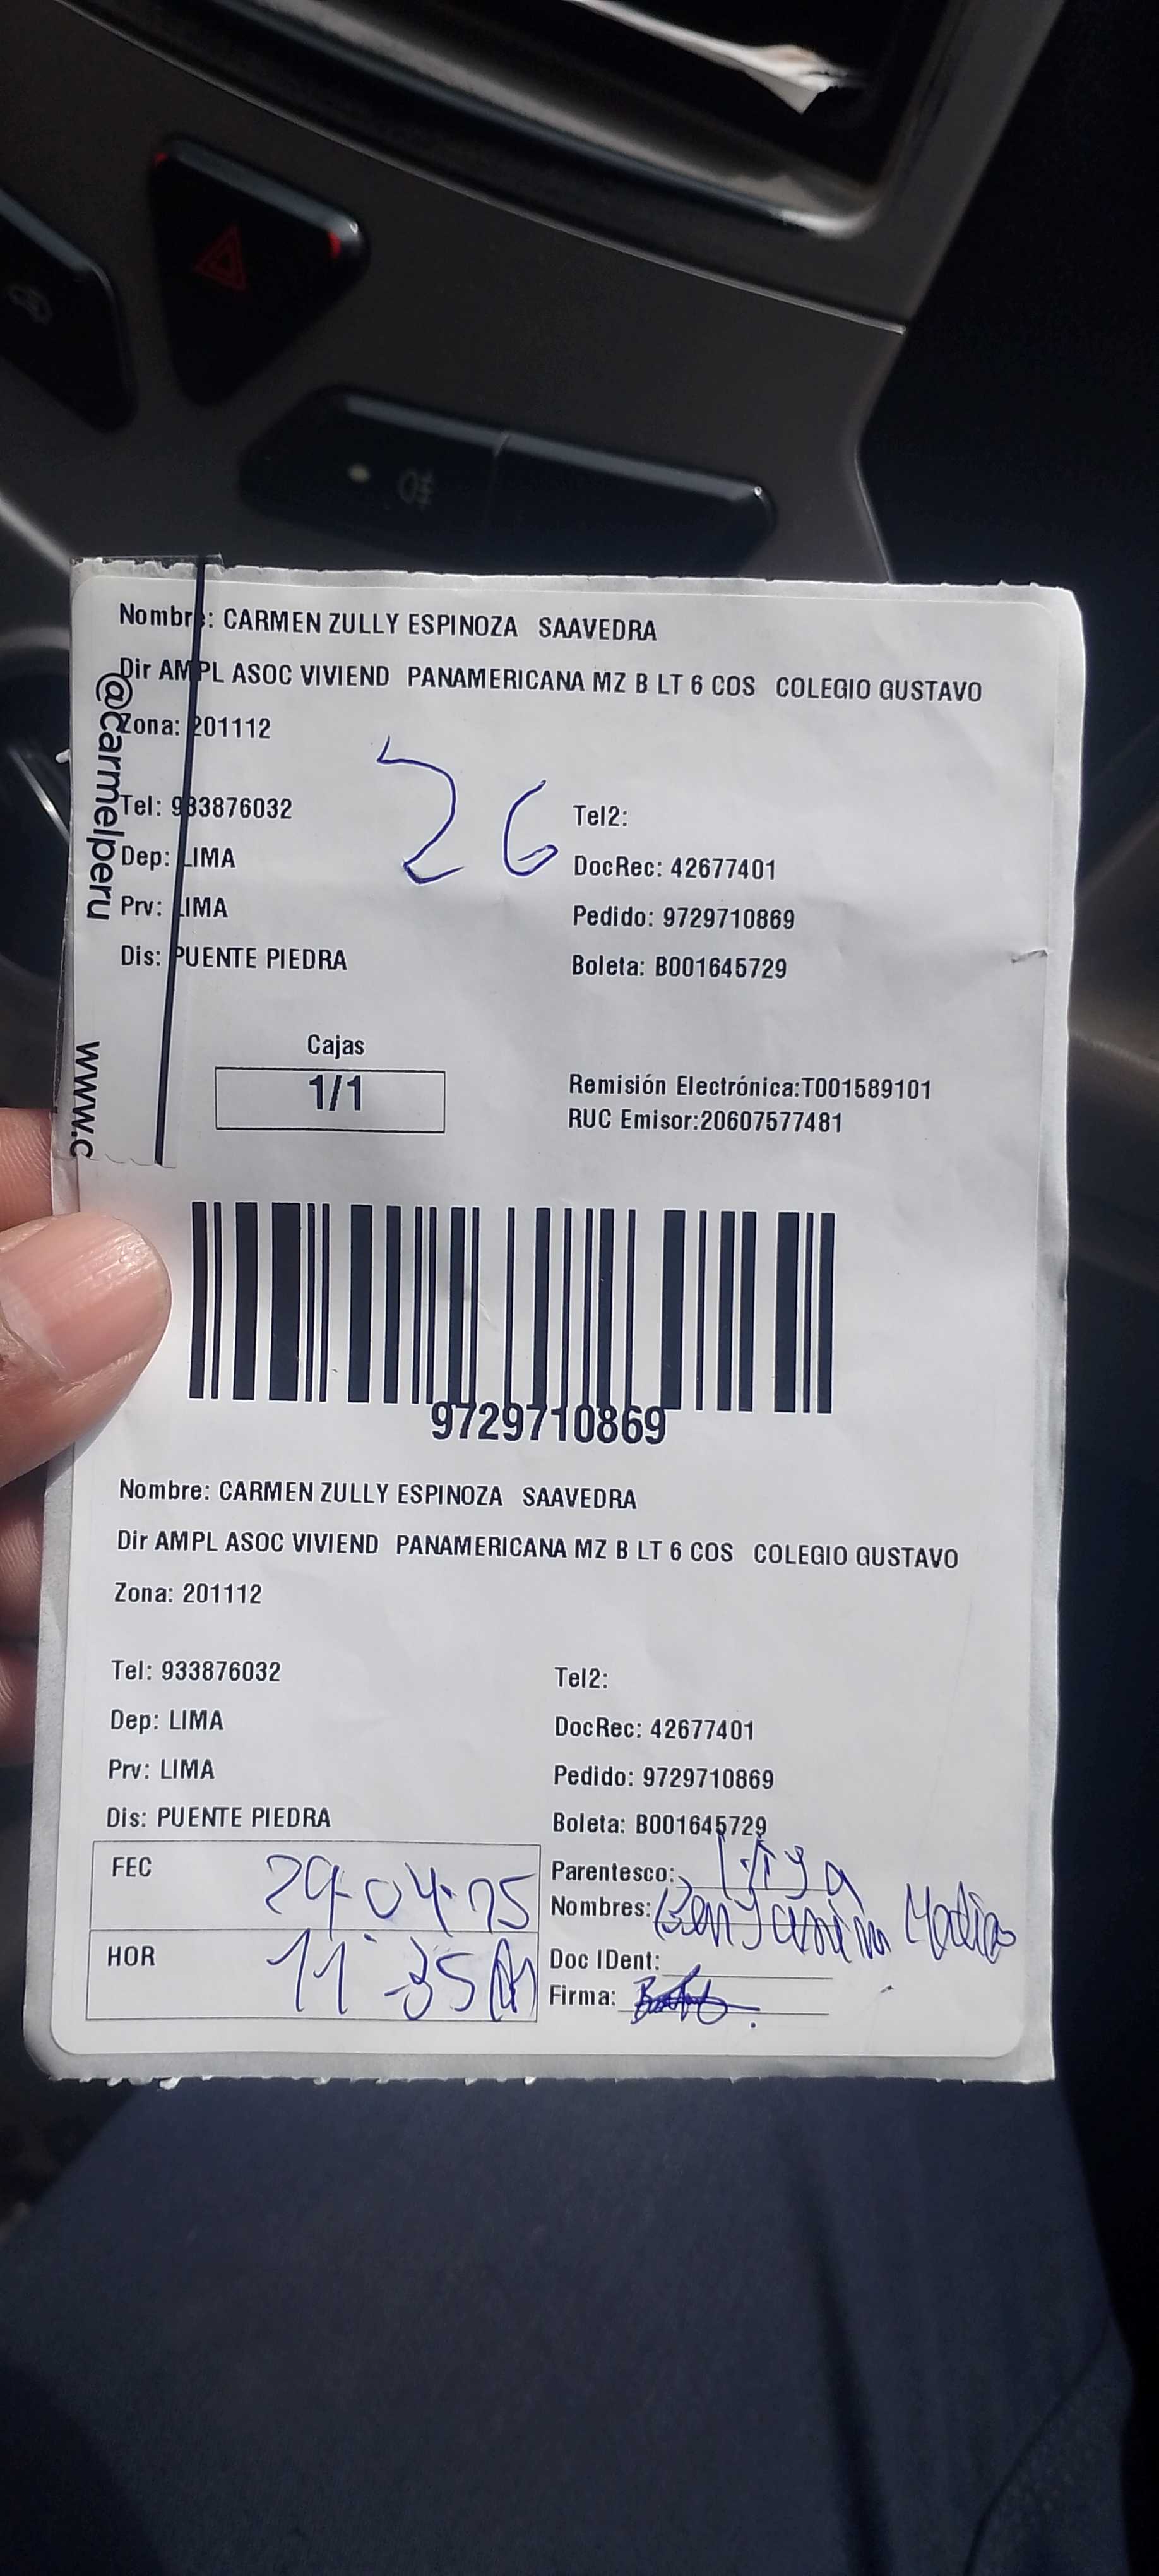 Nombre: CARMEN ZULLY ESPINOZA SAAVEDRA
Dir AMPL ASOC VIVIEND PANAMERICANA MZ B LT 6 COS COLEGIO GUSTAVO
Zona: 201112
@carmelperu
www.c
26
Tel: 933876032
Tel2:
Dep: LIMA
DocRec: 42677401
Prv: LIMA
Pedido: 9729710869
Dis: PUENTE PIEDRA
Boleta: B001645729
Cajas
1/1
Remisión Electrónica:T001589101
RUC Emisor:20607577481
9729710869
Nombre: CARMEN ZULLY ESPINOZA SAAVEDRA
Dir AMPL ASOC VIVIEND PANAMERICANA MZ B LT 6 COS COLEGIO GUSTAVO
Zona: 201112
Tel: 933876032
Tel2:
Dep: LIMA
DocRec: 42677401
Prv: LIMA
Pedido: 9729710869
Dis: PUENTE PIEDRA
Boleta: B001645729
FEC 29-04-25
Parentesco:
Nombres: Benjamin
HOR 11-35 AM
Doc IDent:
Firma: